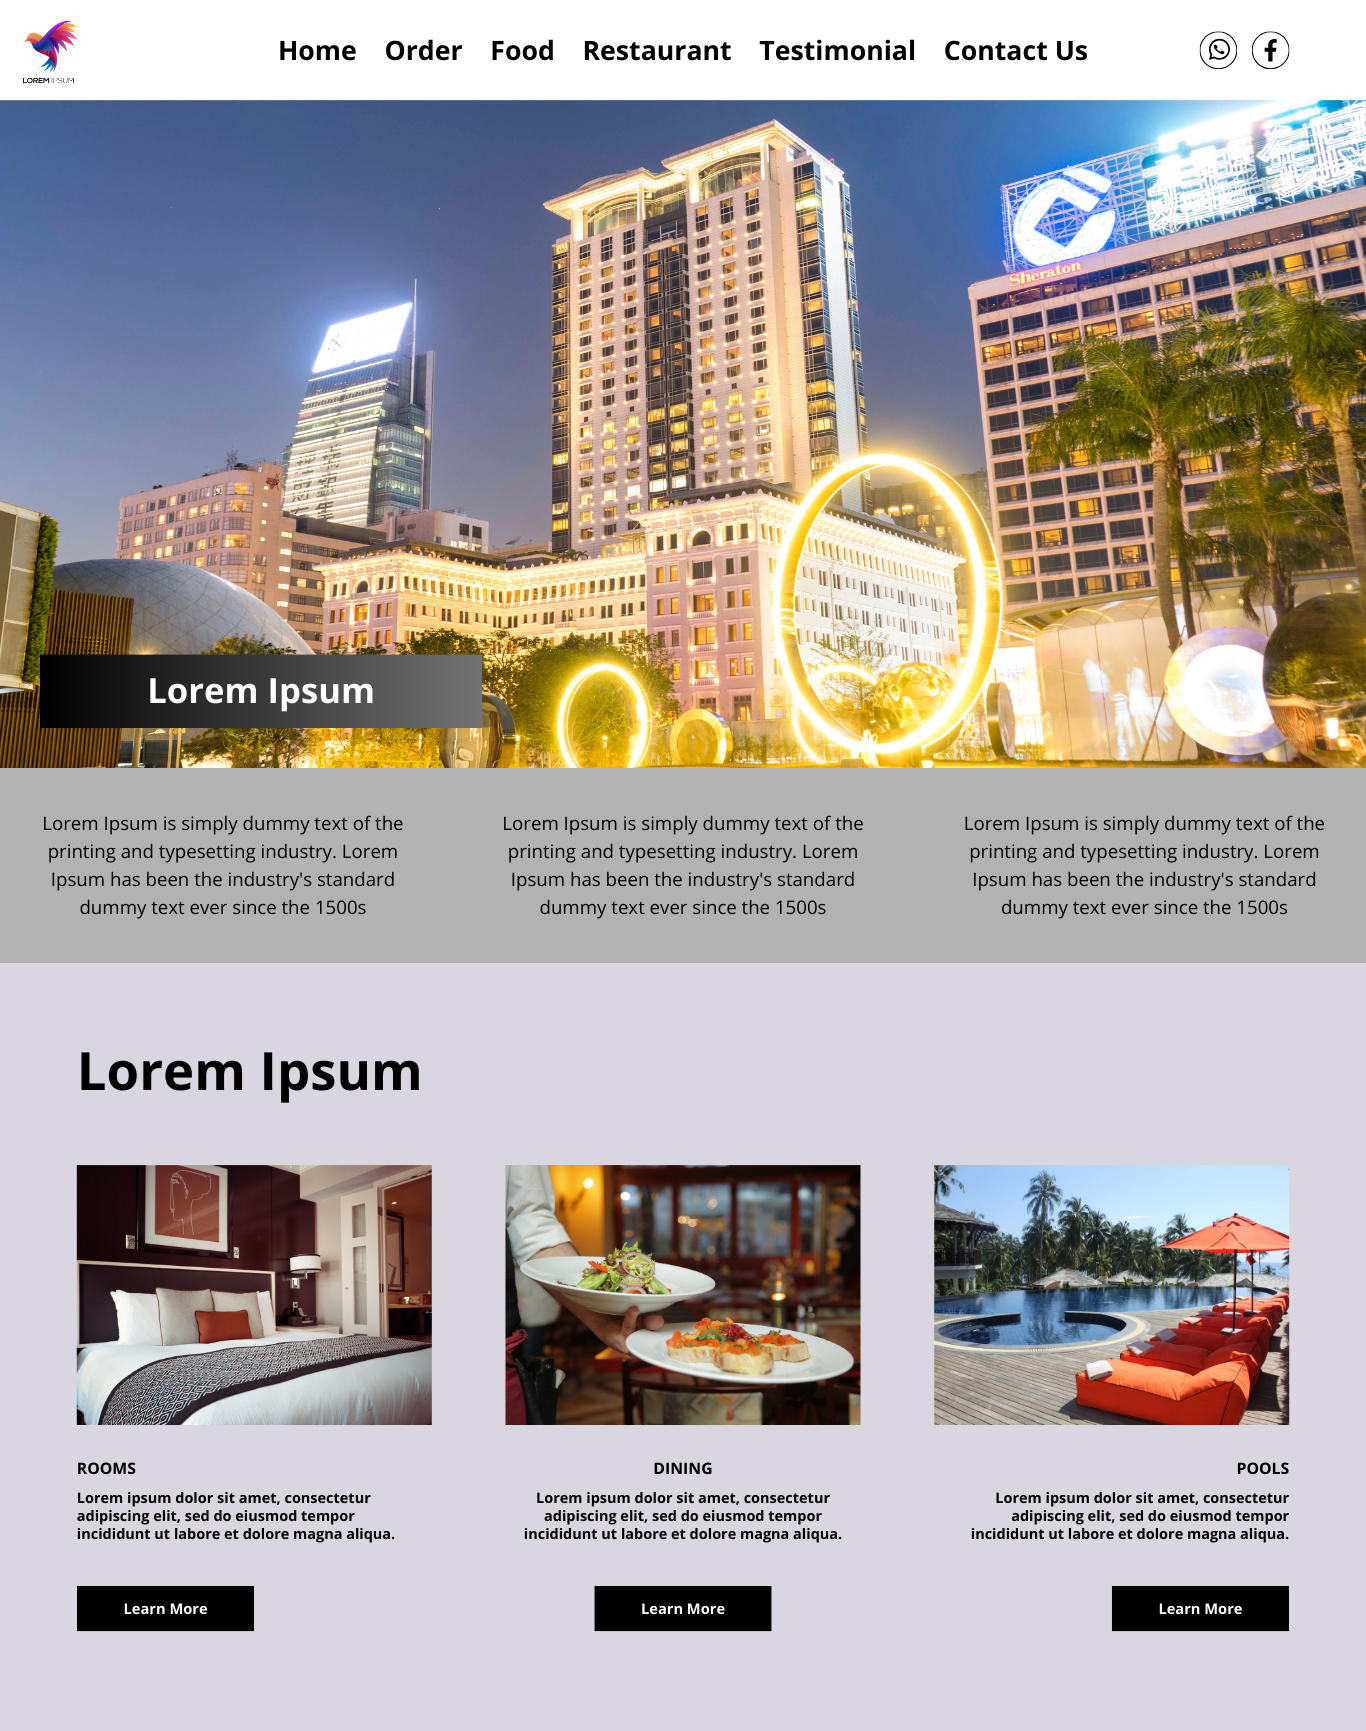 LOREM IPSUM
Home Order Food Restaurant Testimonial Contact Us
Sheraton
Lorem Ipsum
Lorem Ipsum is simply dummy text of the
printing and typesetting industry. Lorem
Ipsum has been the industry's standard
dummy text ever since the 1500s
Lorem Ipsum is simply dummy text of the
printing and typesetting industry. Lorem
Ipsum has been the industry's standard
dummy text ever since the 1500s
Lorem Ipsum is simply dummy text of the
printing and typesetting industry. Lorem
Ipsum has been the industry's standard
dummy text ever since the 1500s
Lorem Ipsum
ROOMS
Lorem ipsum dolor sit amet, consectetur
adipiscing elit, sed do eiusmod tempor
incididunt ut labore et dolore magna aliqua.
Learn More
DINING
Lorem ipsum dolor sit amet, consectetur
adipiscing elit, sed do eiusmod tempor
incididunt ut labore et dolore magna aliqua.
Learn More
POOLS
Lorem ipsum dolor sit amet, consectetur
adipiscing elit, sed do eiusmod tempor
incididunt ut labore et dolore magna aliqua.
Learn More